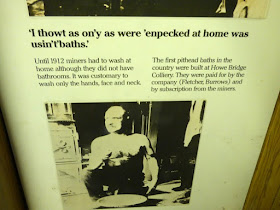 'I thowt as on'y as were 'enpecked at home was
usin't'baths.'
Until 1912 miners had to wash at
home although they did not have
bathrooms. It was customary to
wash only the hands, face and neck.
The first pithead baths in the
country were built at Howe Bridge
Colliery. They were paid for by the
company (Fletcher, Burrows) and
by subscription from the miners.